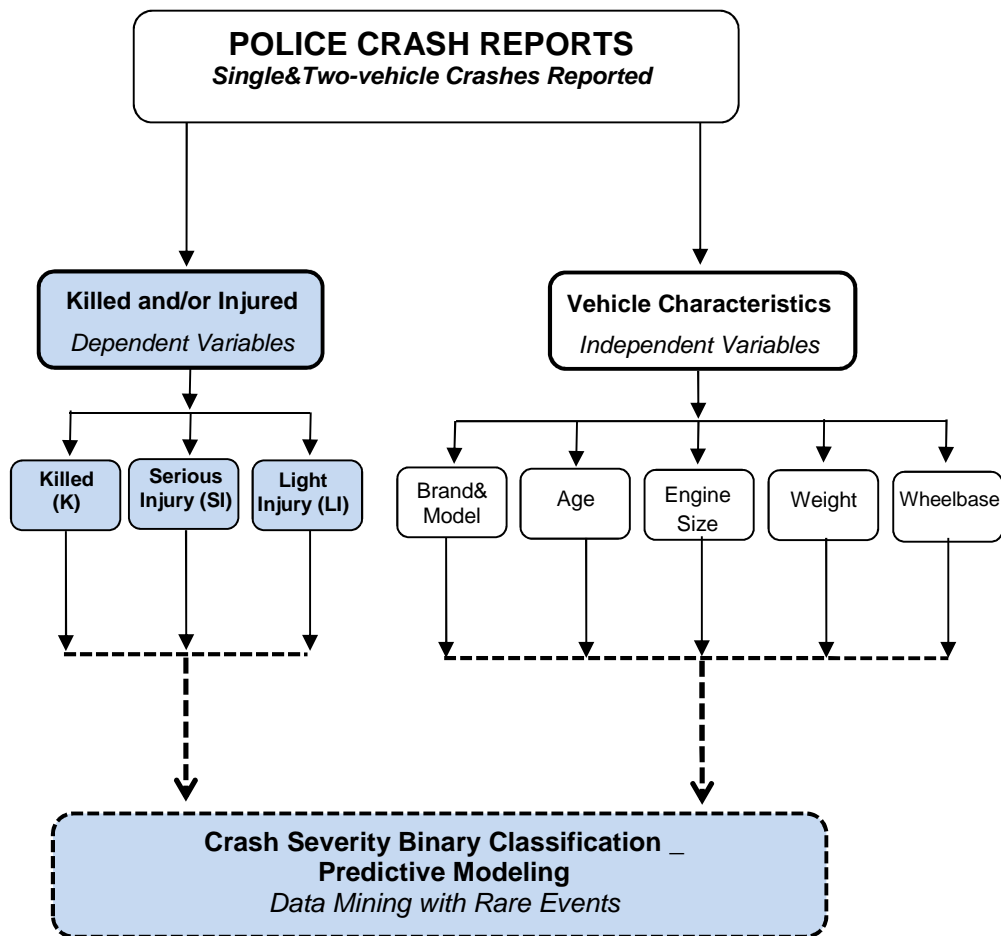 POLICE CRASH REPORTS
Single&Two-vehicle Crashes Reported
Killed and/or Injured
Dependent Variables
Vehicle Characteristics
Independent Variables
Killed
(K)
Serious
Injury (SI)
Light
Injury (LI)
Brand&
Model
Age
Engine
Size
Weight
Wheelbase
Crash Severity Binary Classification _
Predictive Modeling
Data Mining with Rare Events